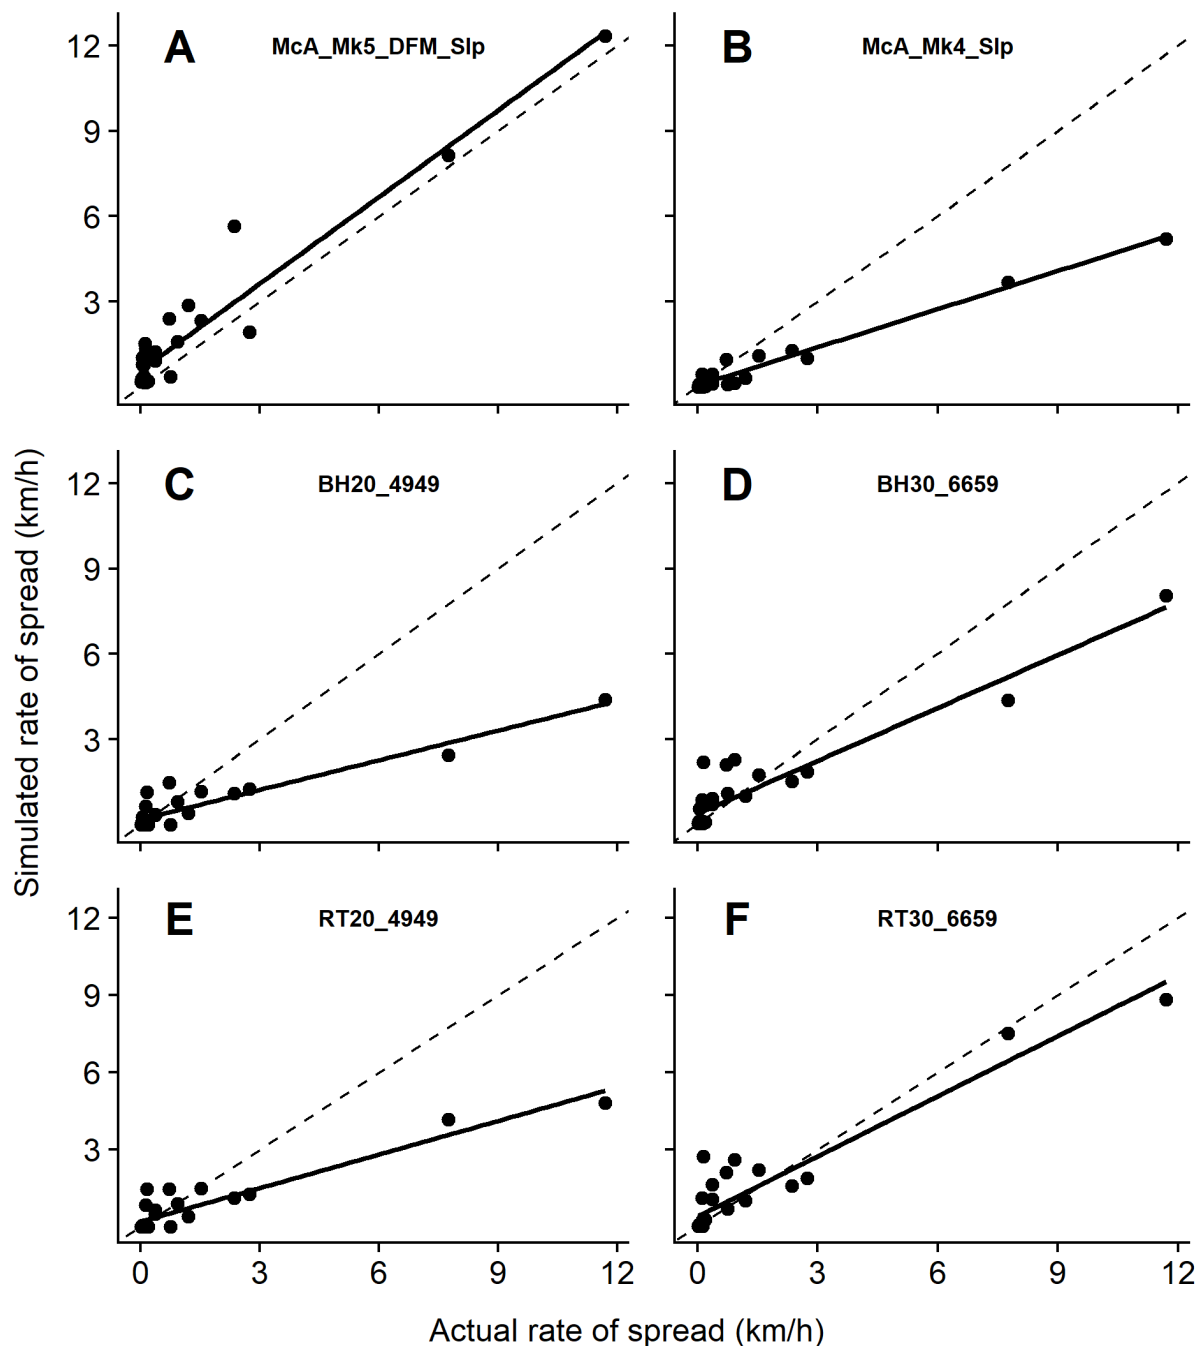 A McA_Mk5_DFM_Slp
B McA_Mk4_Slp
12
9
6
3
C BH20_4949
D BH30_6659
12
9
6
3
E RT20_4949
F RT30_6659
12
9
6
3
0 3 6 9 12
0 3 6 9 12
Simulated rate of spread (km/h)
Actual rate of spread (km/h)